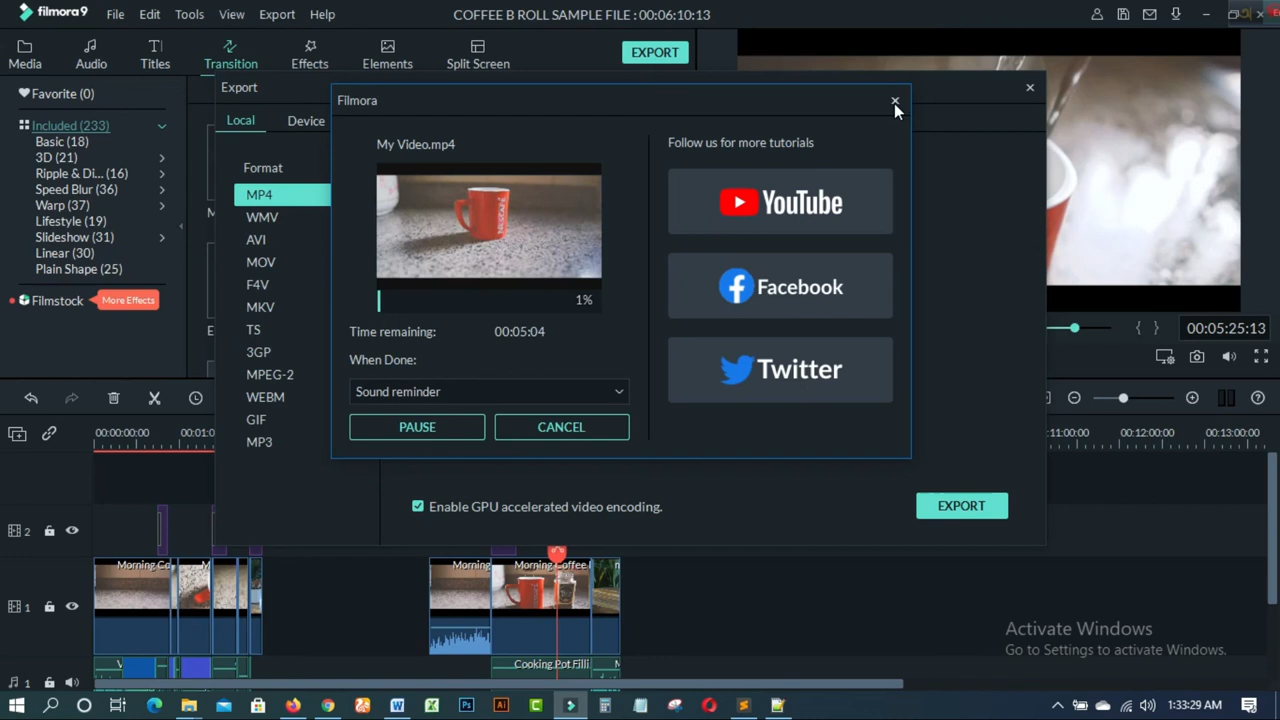 filmora9
File Edit Tools View Export Help
COFFEE B ROLL SAMPLE FILE : 00:06:10:13
Media Audio Titles Transition Effects Elements Split Screen
EXPORT
Favorite (0)
Included (233)
Basic (18)
3D (21)
Ripple & Di... (16)
Speed Blur (36)
Warp (37)
Lifestyle (19)
Slideshow (31)
Linear (30)
Plain Shape (25)
Filmstock More Effects
Export
Local Device
Format
MP4
WMV
AVI
MOV
F4V
MKV
TS
3GP
MPEG-2
WEBM
GIF
MP3
Filmora
My Video.mp4
1%
Time remaining: 00:05:04
When Done:
Sound reminder
PAUSE CANCEL
Follow us for more tutorials
YouTube
Facebook
Twitter
Enable GPU accelerated video encoding.
EXPORT
00:05:25:13
00:00:00:00 00:12:00:00 00:13:00:00
2
1
Morning Co
Morning
Morning Coffee
Cooking Pot Filli
1
Activate Windows
Go to Settings to activate Windows.
1:33:29 AM